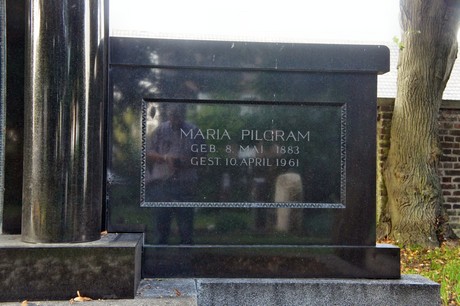 MARIA PILGRAM
GEB. 8. MAI 1883
GEST. 10. APRIL 1961